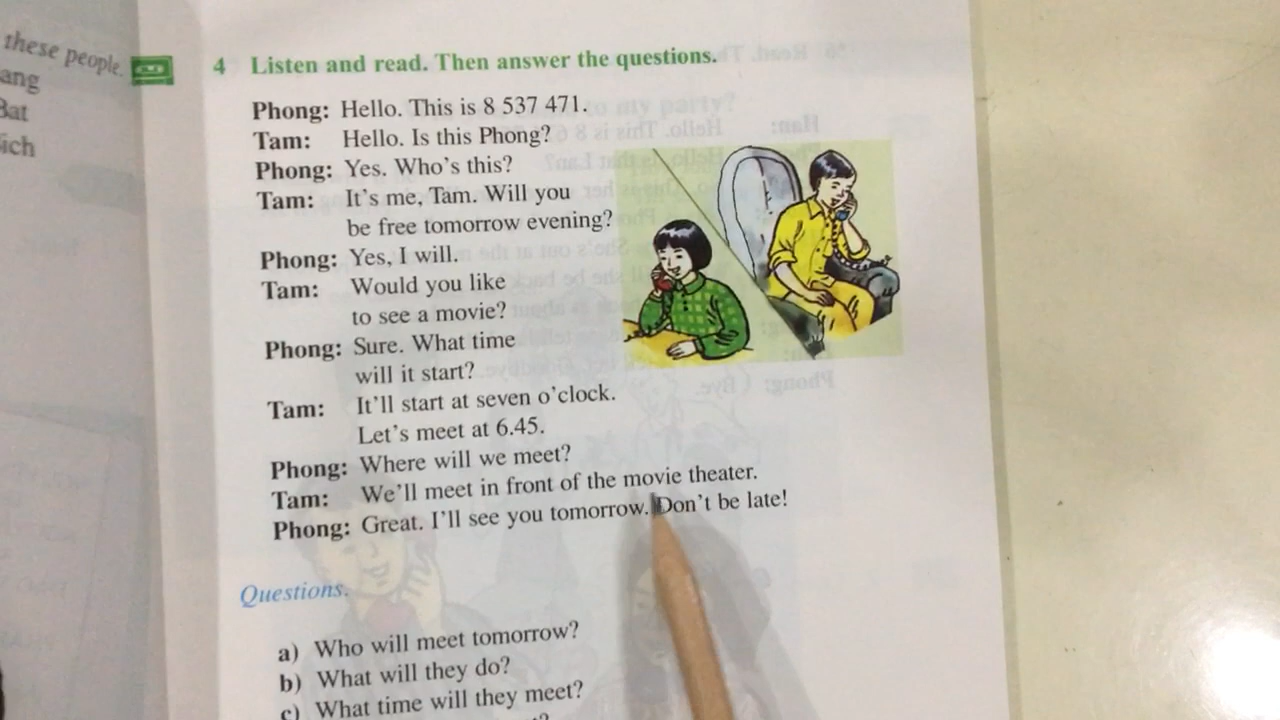 these people.
ang
Bat
ich
4 Listen and read. Then answer the questions.
Phong: Hello. This is 8 537 471.
Tam: Hello. Is this Phong?
Phong: Yes. Who's this?
Tam: It's me, Tam. Will you
be free tomorrow evening?
Phong: Yes, I will.
Tam: Would you like
to see a movie?
Phong: Sure. What time
will it start?
Tam: It'll start at seven o'clock.
Let's meet at 6.45.
Phong: Where will we meet?
Tam: We'll meet in front of the movie theater.
Phong: Great. I'll see you tomorrow. Don't be late!
Questions.
a) Who will meet tomorrow?
b) What will they do?
c) What time will they meet?